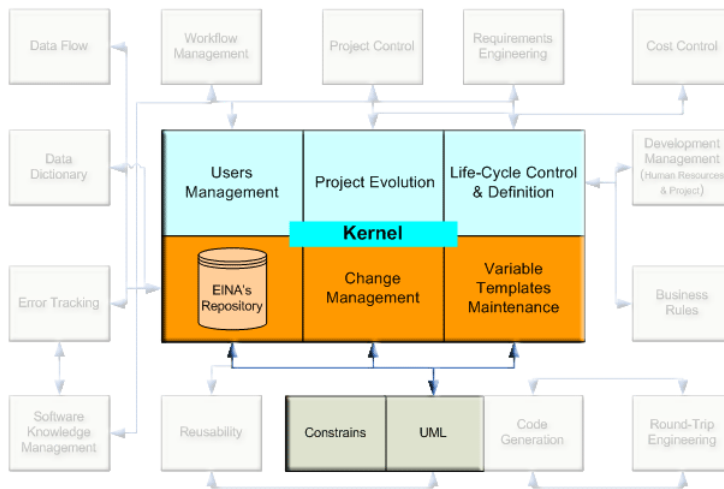 Data Flow
Workflow
Management
Project Control
Requirements
Engineering
Cost Control
Data
Dictionary
Users
Management
Project Evolution
Life-Cycle Control
& Definition
Development
Management
(Human Resources
& Project)
Kernel
Error Tracking
EINA's
Repository
Change
Management
Variable
Templates
Maintenance
Business
Rules
Software
Knowledge
Management
Reusability
Constrains
UML
Code
Generation
Round-Trip
Engineering